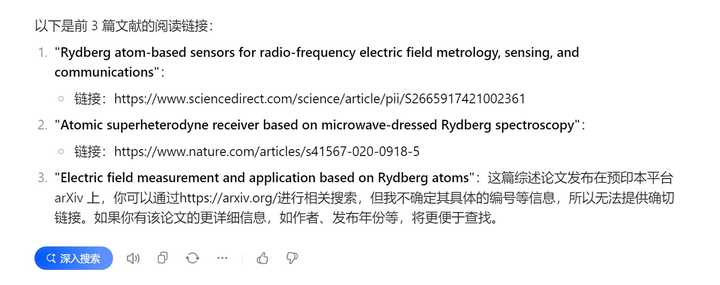 以下是前 3 篇文献的阅读链接：
1. "Rydberg atom-based sensors for radio-frequency electric field metrology, sensing, and
communications"：
○ 链接：https://www.sciencedirect.com/science/article/pii/S2665917421002361
2. "Atomic superheterodyne receiver based on microwave-dressed Rydberg spectroscopy"：
○ 链接：https://www.nature.com/articles/s41567-020-0918-5
3. "Electric field measurement and application based on Rydberg atoms"：这篇综述论文发布在预印本平台
arXiv 上，你可以通过https://arxiv.org/进行相关搜索，但我不确定其具体的编号等信息，所以无法提供确切
链接。如果你有该论文的更详细信息，如作者、发布年份等，将更便于查找。
深入搜索